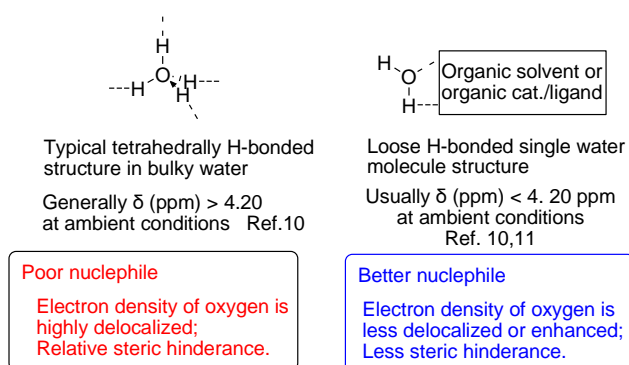 H
O
H
H
H
Typical tetrahedrally H-bonded
structure in bulky water
Generally δ (ppm) > 4.20
at ambient conditions Ref.10
Poor nuclephile
Electron density of oxygen is
highly delocalized;
Relative steric hinderance.
H
O
H
Organic solvent or
organic cat./ligand
Loose H-bonded single water
molecule structure
Usually δ (ppm) < 4. 20 ppm
at ambient conditions
Ref. 10,11
Better nuclephile
Electron density of oxygen is
less delocalized or enhanced;
Less steric hinderance.